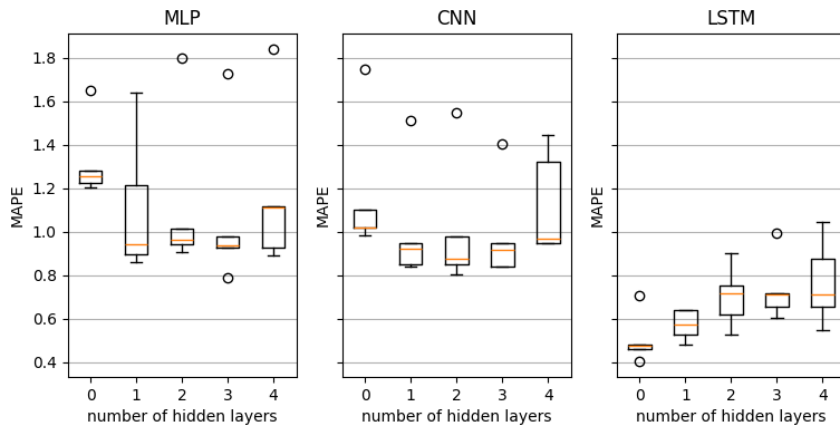 MLP
CNN
LSTM
MAPE
1.8
1.6
1.4
1.2
1.0
0.8
0.6
0.4
0 1 2 3 4
number of hidden layers
MAPE
0 1 2 3 4
number of hidden layers
MAPE
0 1 2 3 4
number of hidden layers